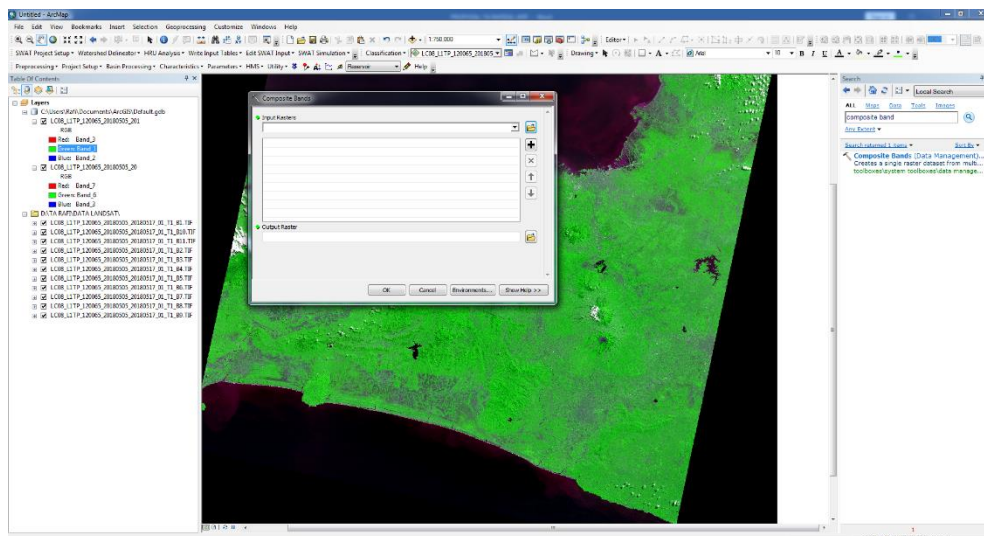 Untitled - ArcMap
File Edit View Bookmarks Insert Selection Geoprocessing Customize Windows Help
1:750,000
Editor
SWAT Project Setup Watershed Delineator HRU Analysis Write Input Tables Edit SWAT Input SWAT Simulation Classification LC08_L1TP_120065_201805 Drawing Arial 10 B I U A
Preprocessing Project Setup Basin Processing Characteristics Parameters HMS Utility Reservoir Help
Table Of Contents
Layers
C:\Users\Rafi\Documents\ArcGIS\Default.gdb
LC08_L1TP_120065_20180505_201
RGB
Red: Band_3
Green: Band_1
Blue: Band_2
LC08_L1TP_120065_20180505_20
RGB
Red: Band_7
Green: Band_6
Blue: Band_3
DATA RAFI\DATA LANDSAT\
LC08_L1TP_120065_20180505_20180517_01_T1_B1.TIF
LC08_L1TP_120065_20180505_20180517_01_T1_B10.TIF
LC08_L1TP_120065_20180505_20180517_01_T1_B11.TIF
LC08_L1TP_120065_20180505_20180517_01_T1_B2.TIF
LC08_L1TP_120065_20180505_20180517_01_T1_B3.TIF
LC08_L1TP_120065_20180505_20180517_01_T1_B4.TIF
LC08_L1TP_120065_20180505_20180517_01_T1_B5.TIF
LC08_L1TP_120065_20180505_20180517_01_T1_B6.TIF
LC08_L1TP_120065_20180505_20180517_01_T1_B7.TIF
LC08_L1TP_120065_20180505_20180517_01_T1_B8.TIF
LC08_L1TP_120065_20180505_20180517_01_T1_B9.TIF
Composite Bands
Input Rasters
Output Raster
OK Cancel Environments... Show Help >>
Search
Local Search
ALL Maps Data Tools Images
composite band
Any Extent
Search returned 1 items Sort By
Composite Bands (Data Management)...
Creates a single raster dataset from multi...
toolboxes\system toolboxes\data manage...